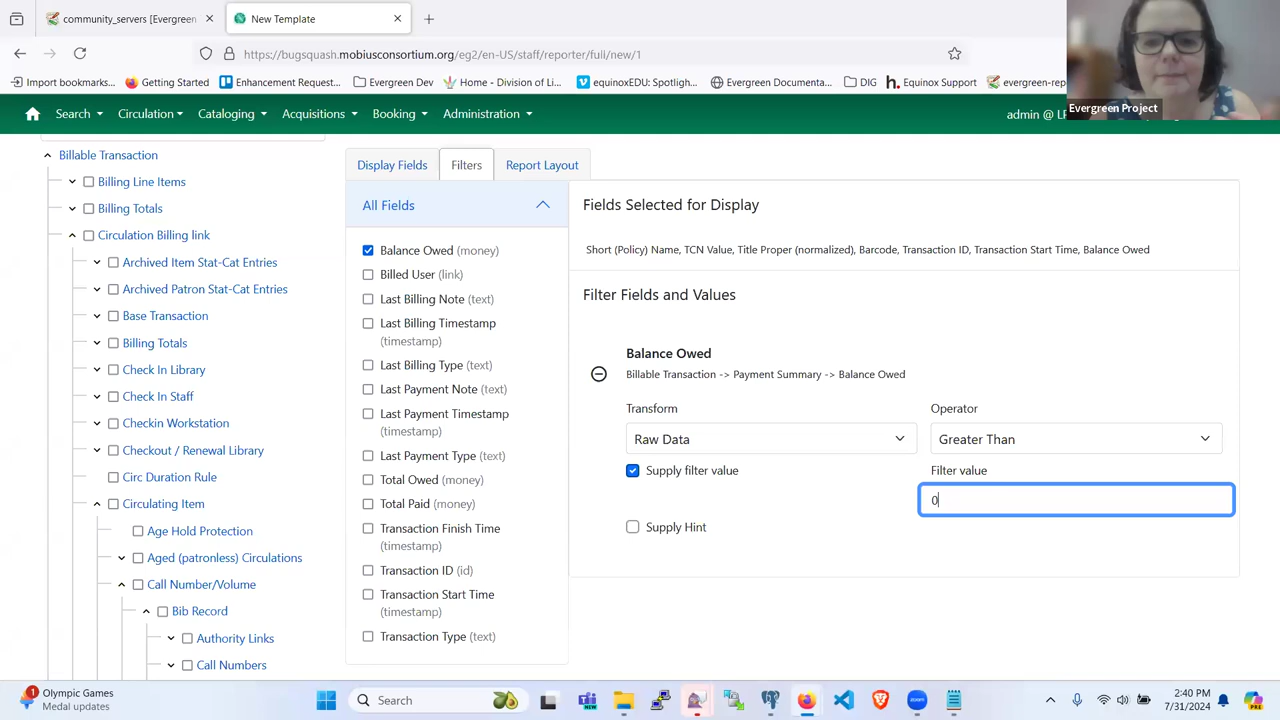 community_servers [Evergreen
New Template
https://bugsquash.mobiusconsortium.org/eg2/en-US/staff/reporter/full/new/1
Import bookmarks...
Getting Started
Enhancement Request...
Evergreen Dev
Home - Division of Li...
equinoxEDU: Spotligh...
Evergreen Documenta...
DIG
Equinox Support
evergreen-rep
Evergreen Project
Search
Circulation
Cataloging
Acquisitions
Booking
Administration
admin @
Billable Transaction
Billing Line Items
Billing Totals
Circulation Billing link
Archived Item Stat-Cat Entries
Archived Patron Stat-Cat Entries
Base Transaction
Billing Totals
Check In Library
Check In Staff
Checkin Workstation
Checkout / Renewal Library
Circ Duration Rule
Circulating Item
Age Hold Protection
Aged (patronless) Circulations
Call Number/Volume
Bib Record
Authority Links
Call Numbers
Display Fields
Filters
Report Layout
All Fields
Balance Owed (money)
Billed User (link)
Last Billing Note (text)
Last Billing Timestamp
(timestamp)
Last Billing Type (text)
Last Payment Note (text)
Last Payment Timestamp
(timestamp)
Last Payment Type (text)
Total Owed (money)
Total Paid (money)
Transaction Finish Time
(timestamp)
Transaction ID (id)
Transaction Start Time
(timestamp)
Transaction Type (text)
Fields Selected for Display
Short (Policy) Name, TCN Value, Title Proper (normalized), Barcode, Transaction ID, Transaction Start Time, Balance Owed
Filter Fields and Values
Balance Owed
Billable Transaction -> Payment Summary -> Balance Owed
Transform
Operator
Raw Data
Greater Than
Supply filter value
Filter value
0
Supply Hint
1
Olympic Games
Medal updates
Search
2:40 PM
7/31/2024